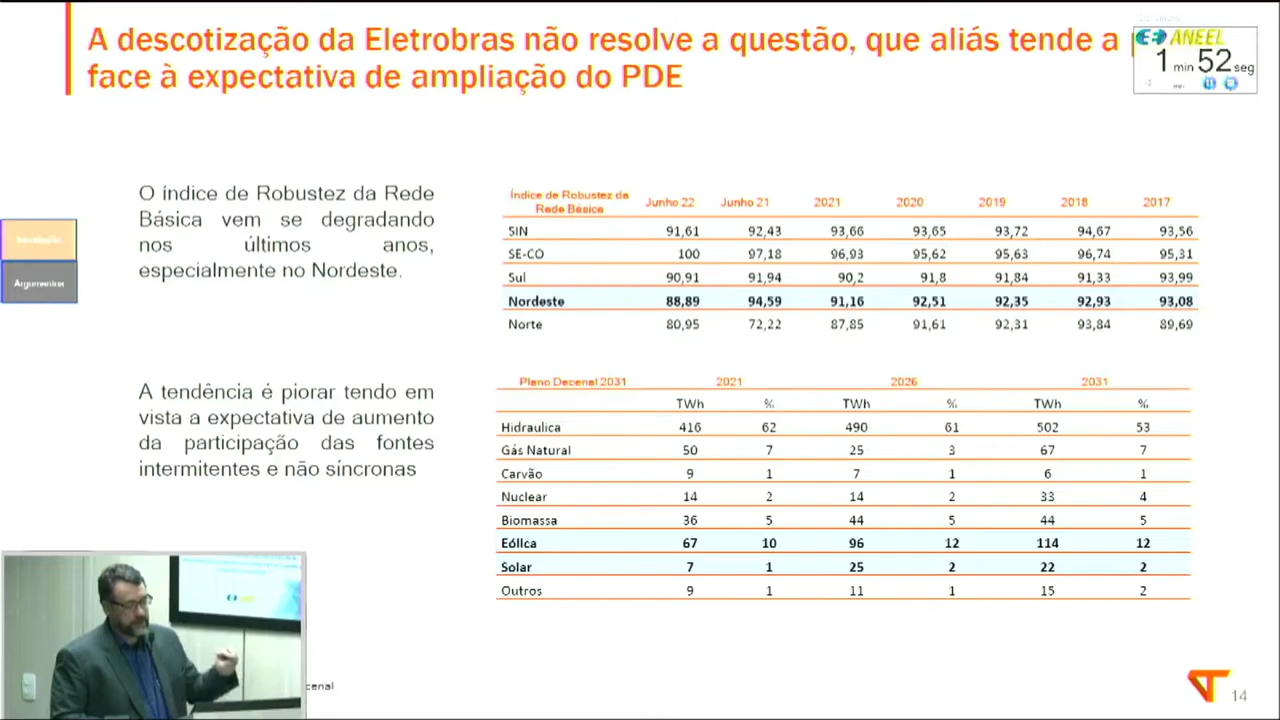 A descotização da Eletrobras não resolve a questão, que aliás tende a
face à expectativa de ampliação do PDE
ANEEL
1 min 52 seg
O índice de Robustez da Rede
Básica vem se degradando
nos últimos anos,
especialmente no Nordeste.
Argumentos
Índice de Robustez da
Rede Básica Junho 22 Junho 21 2021 2020 2019 2018 2017
SIN 91,61 92,43 93,66 93,65 93,72 94,67 93,56
SE-CO 100 97,18 96,93 95,62 95,63 96,74 95,31
Sul 90,91 91,94 90,2 91,8 91,84 91,33 93,99
Nordeste 88,89 94,59 91,16 92,51 92,35 92,93 93,08
Norte 80,95 72,22 87,85 91,61 92,31 93,84 89,69
A tendência é piorar tendo em
vista a expectativa de aumento
da participação das fontes
intermitentes e não síncronas
Plano Decenal 2031 2021 2026 2031
TWh % TWh % TWh %
Hidraulica 416 62 490 61 502 53
Gás Natural 50 7 25 3 67 7
Carvão 9 1 7 1 6 1
Nuclear 14 2 14 2 33 4
Biomassa 36 5 44 5 44 5
Eólica 67 10 96 12 114 12
Solar 7 1 25 2 22 2
Outros 9 1 11 1 15 2
cenal
14